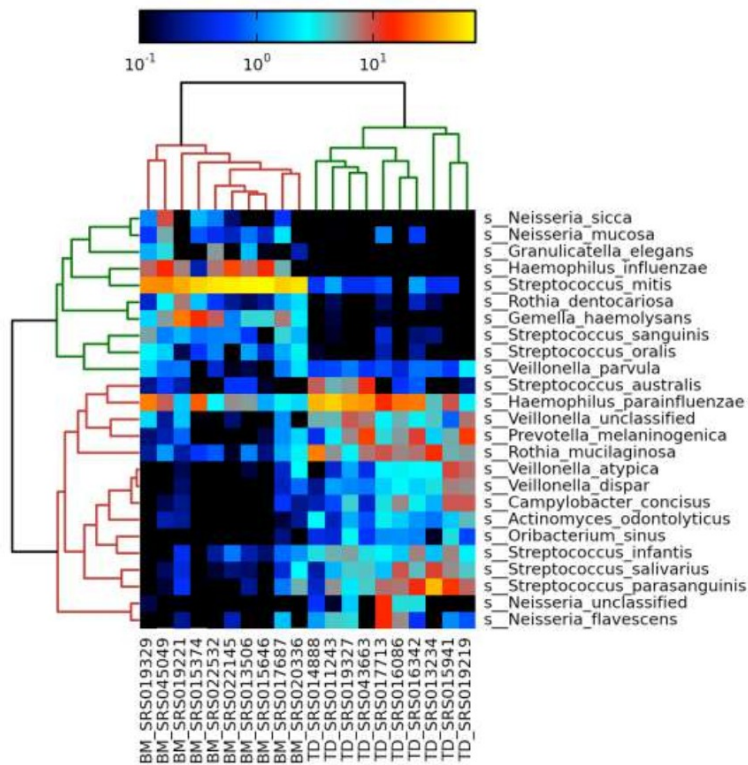 10^-1 10^0 10^1
s__Neisseria_sicca
s__Neisseria_mucosa
s__Granulicatella_elegans
s__Haemophilus_influenzae
s__Streptococcus_mitis
s__Rothia_dentocariosa
s__Gemella_haemolysans
s__Streptococcus_sanguinis
s__Streptococcus_oralis
s__Veillonella_parvula
s__Streptococcus_australis
s__Haemophilus_parainfluenzae
s__Veillonella_unclassified
s__Prevotella_melaninogenica
s__Rothia_mucilaginosa
s__Veillonella_atypica
s__Veillonella_dispar
s__Campylobacter_concisus
s__Actinomyces_odontolyticus
s__Oribacterium_sinus
s__Streptococcus_infantis
s__Streptococcus_salivarius
s__Streptococcus_parasanguinis
s__Neisseria_unclassified
s__Neisseria_flavescens
BM_SRS019329
BM_SRS045049
BM_SRS019221
BM_SRS015374
BM_SRS022532
BM_SRS022145
BM_SRS013506
BM_SRS015646
BM_SRS017687
BM_SRS020336
TD_SRS014888
TD_SRS011243
TD_SRS019327
TD_SRS043663
TD_SRS017713
TD_SRS016086
TD_SRS016342
TD_SRS013234
TD_SRS015941
TD_SRS019219